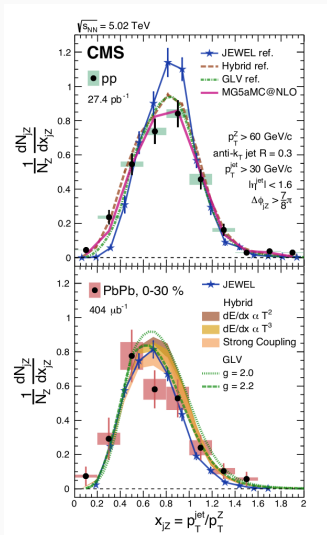 √s_NN = 5.02 TeV
CMS
pp
27.4 pb⁻¹
JEWEL ref.
Hybrid ref.
GLV ref.
MG5aMC@NLO
p_T^Z > 60 GeV/c
anti-k_T jet R = 0.3
p_T^jet > 30 GeV/c
|η^jet| < 1.6
Δφ_jZ > 7/8 π
1/N_Z dN_jZ/dx_jZ
1.2
1
0.8
0.6
0.4
0.2
0
PbPb, 0-30 %
404 μb⁻¹
JEWEL
Hybrid
dE/dx α T²
dE/dx α T³
Strong Coupling
GLV
g = 2.0
g = 2.2
1/N_Z dN_jZ/dx_jZ
1.2
1
0.8
0.6
0.4
0.2
0.0
0 0.2 0.4 0.6 0.8 1 1.2 1.4 1.6 1.8 2
x_jZ = p_T^jet/p_T^Z